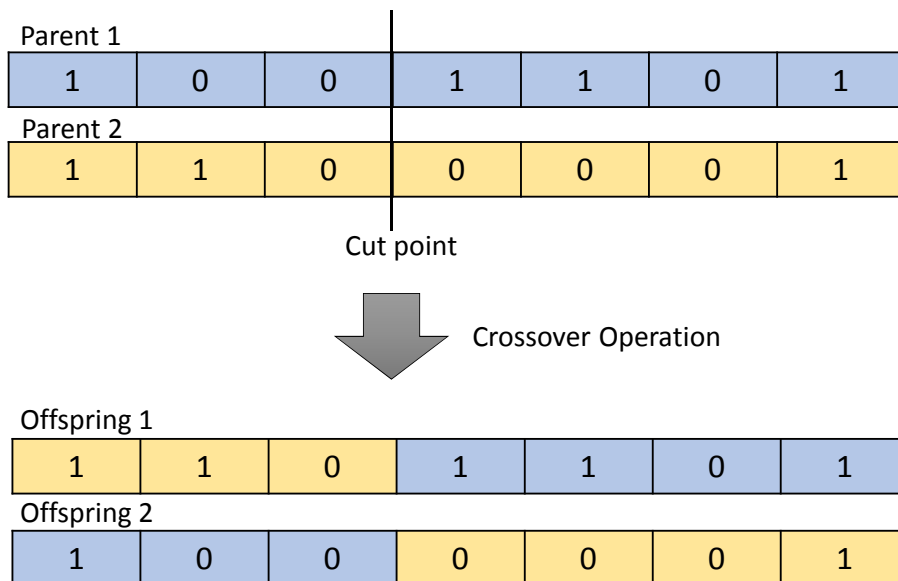 Parent 1
1 0 0 1 1 0 1
Parent 2
1 1 0 0 0 0 1
Cut point
Crossover Operation
Offspring 1
1 1 0 1 1 0 1
Offspring 2
1 0 0 0 0 0 1